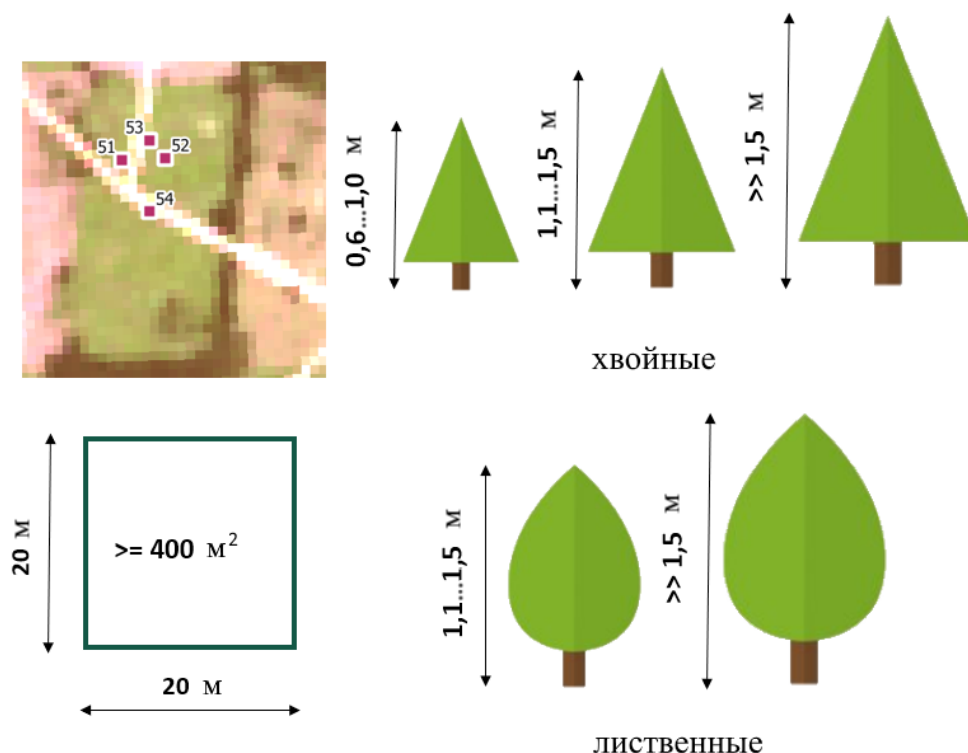 53
51
52
54
0,6...1,0 м
1,1...1,5 м
>> 1,5 м
хвойные
20 м
>= 400 м²
20 м
1,1...1,5 м
>> 1,5 м
лиственные